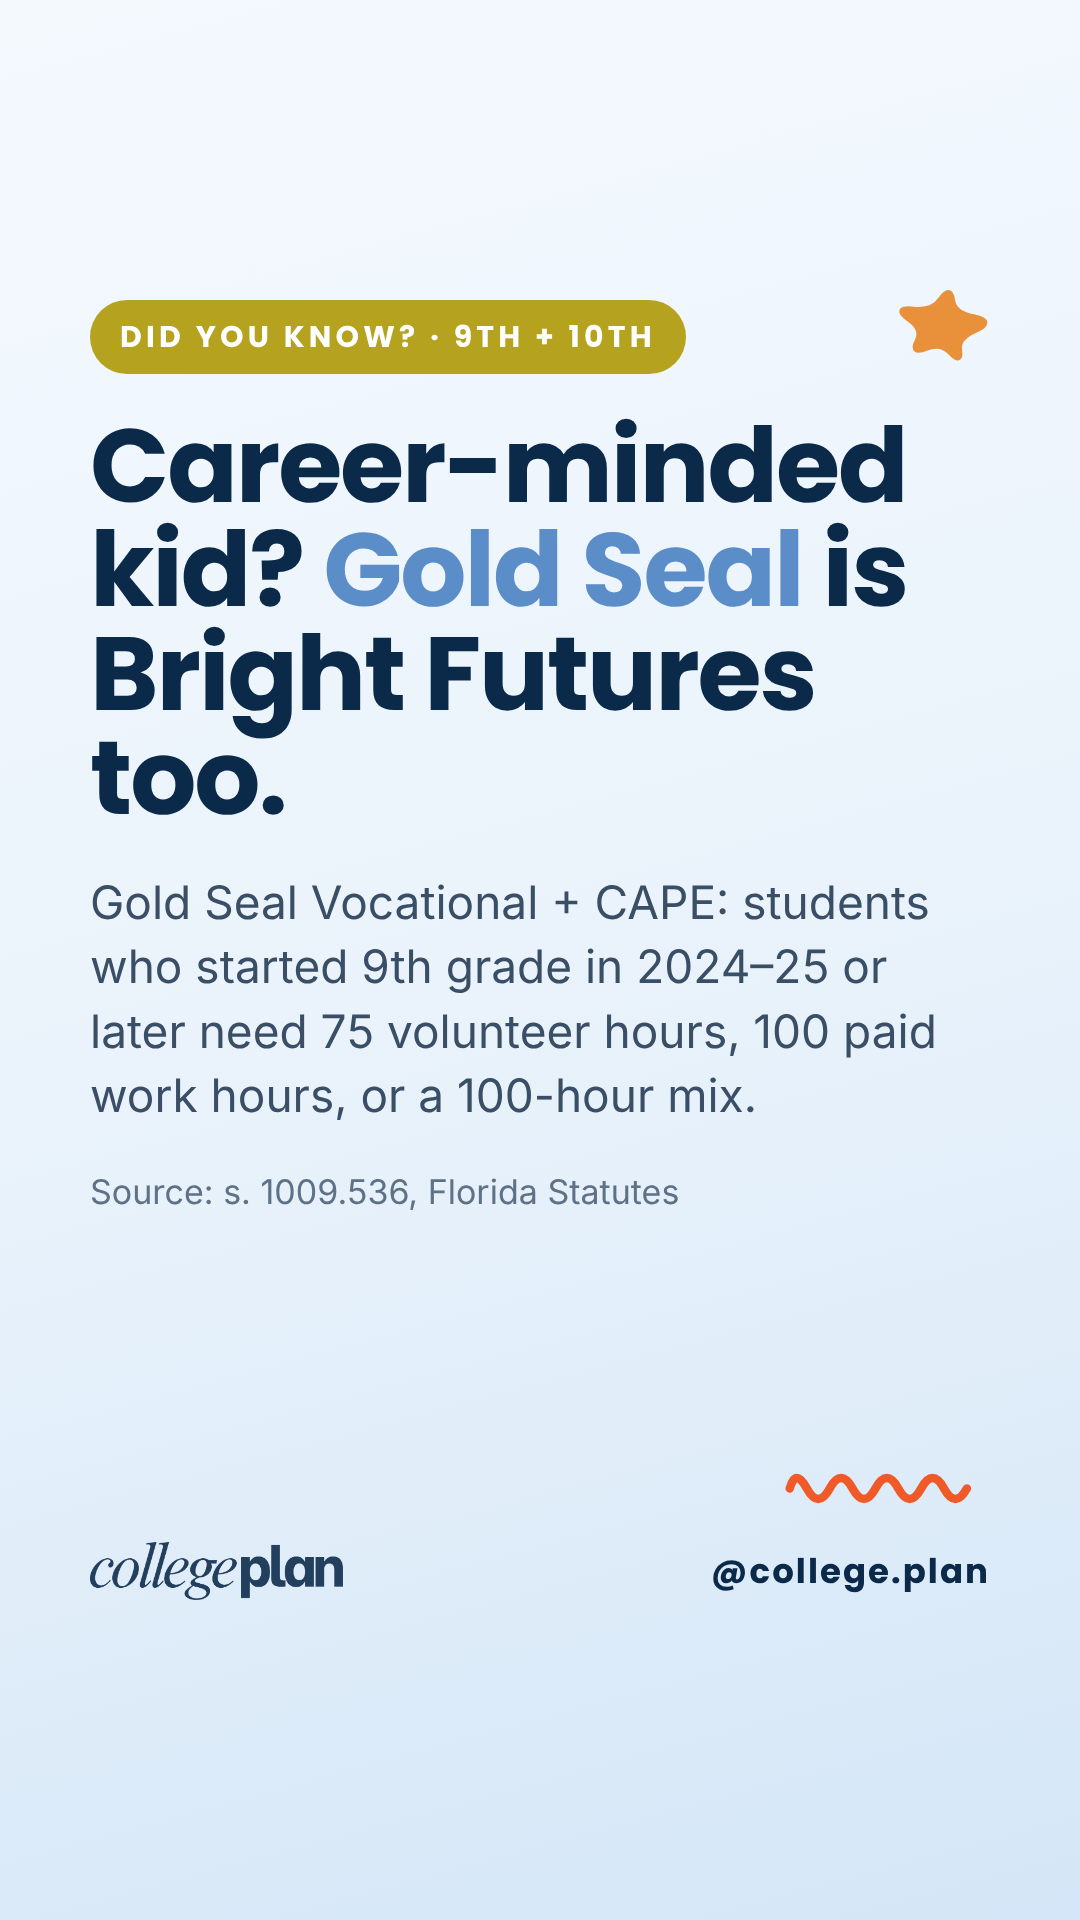 DID YOU KNOW? · 9TH + 10TH
Career-minded
kid? Gold Seal is
Bright Futures
too.
Gold Seal Vocational + CAPE: students
who started 9th grade in 2024–25 or
later need 75 volunteer hours, 100 paid
work hours, or a 100-hour mix.
Source: s. 1009.536, Florida Statutes
collegeplan
@college.plan